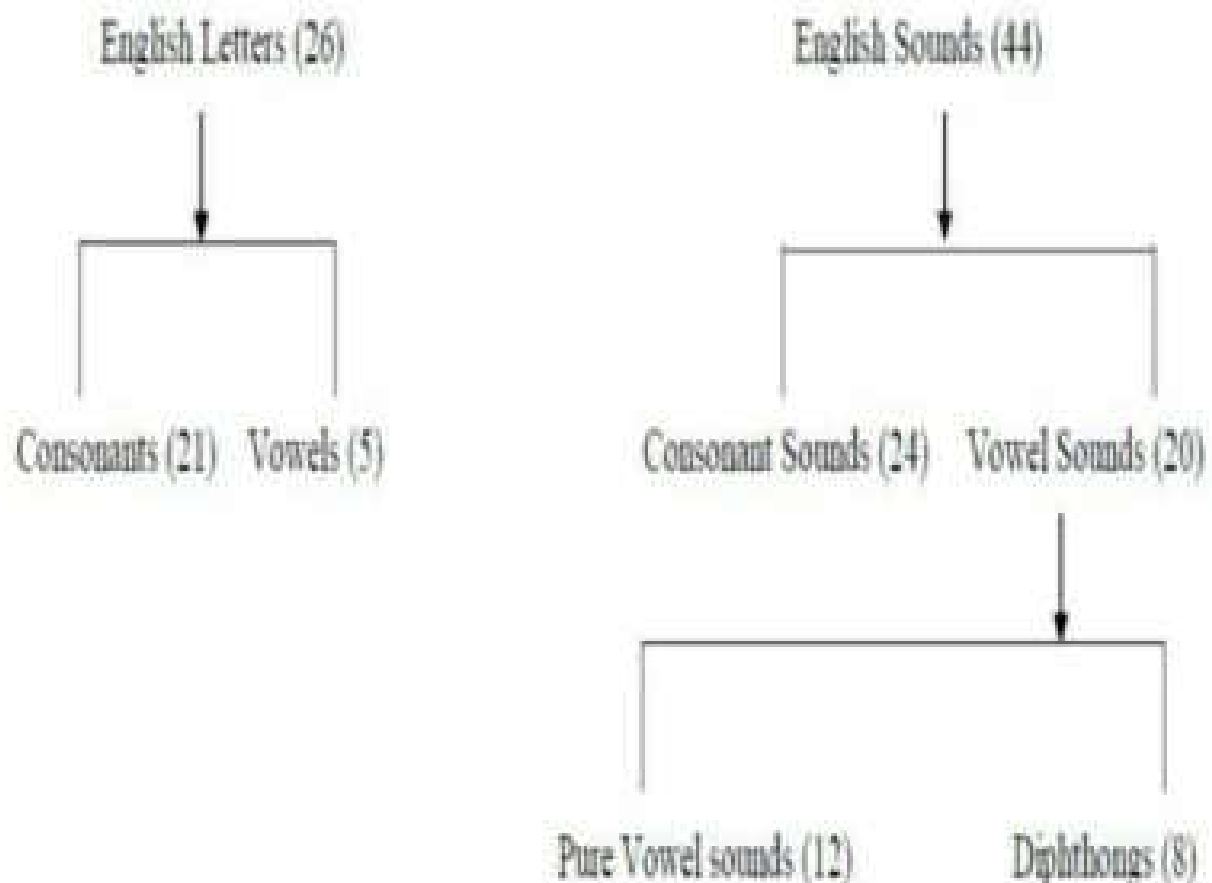 English Letters (26)
English Sounds (44)
Consonants (21) Vowels (5)
Consonant Sounds (24) Vowel Sounds (20)
Pure Vowel sounds (12)
Diphthongs (8)